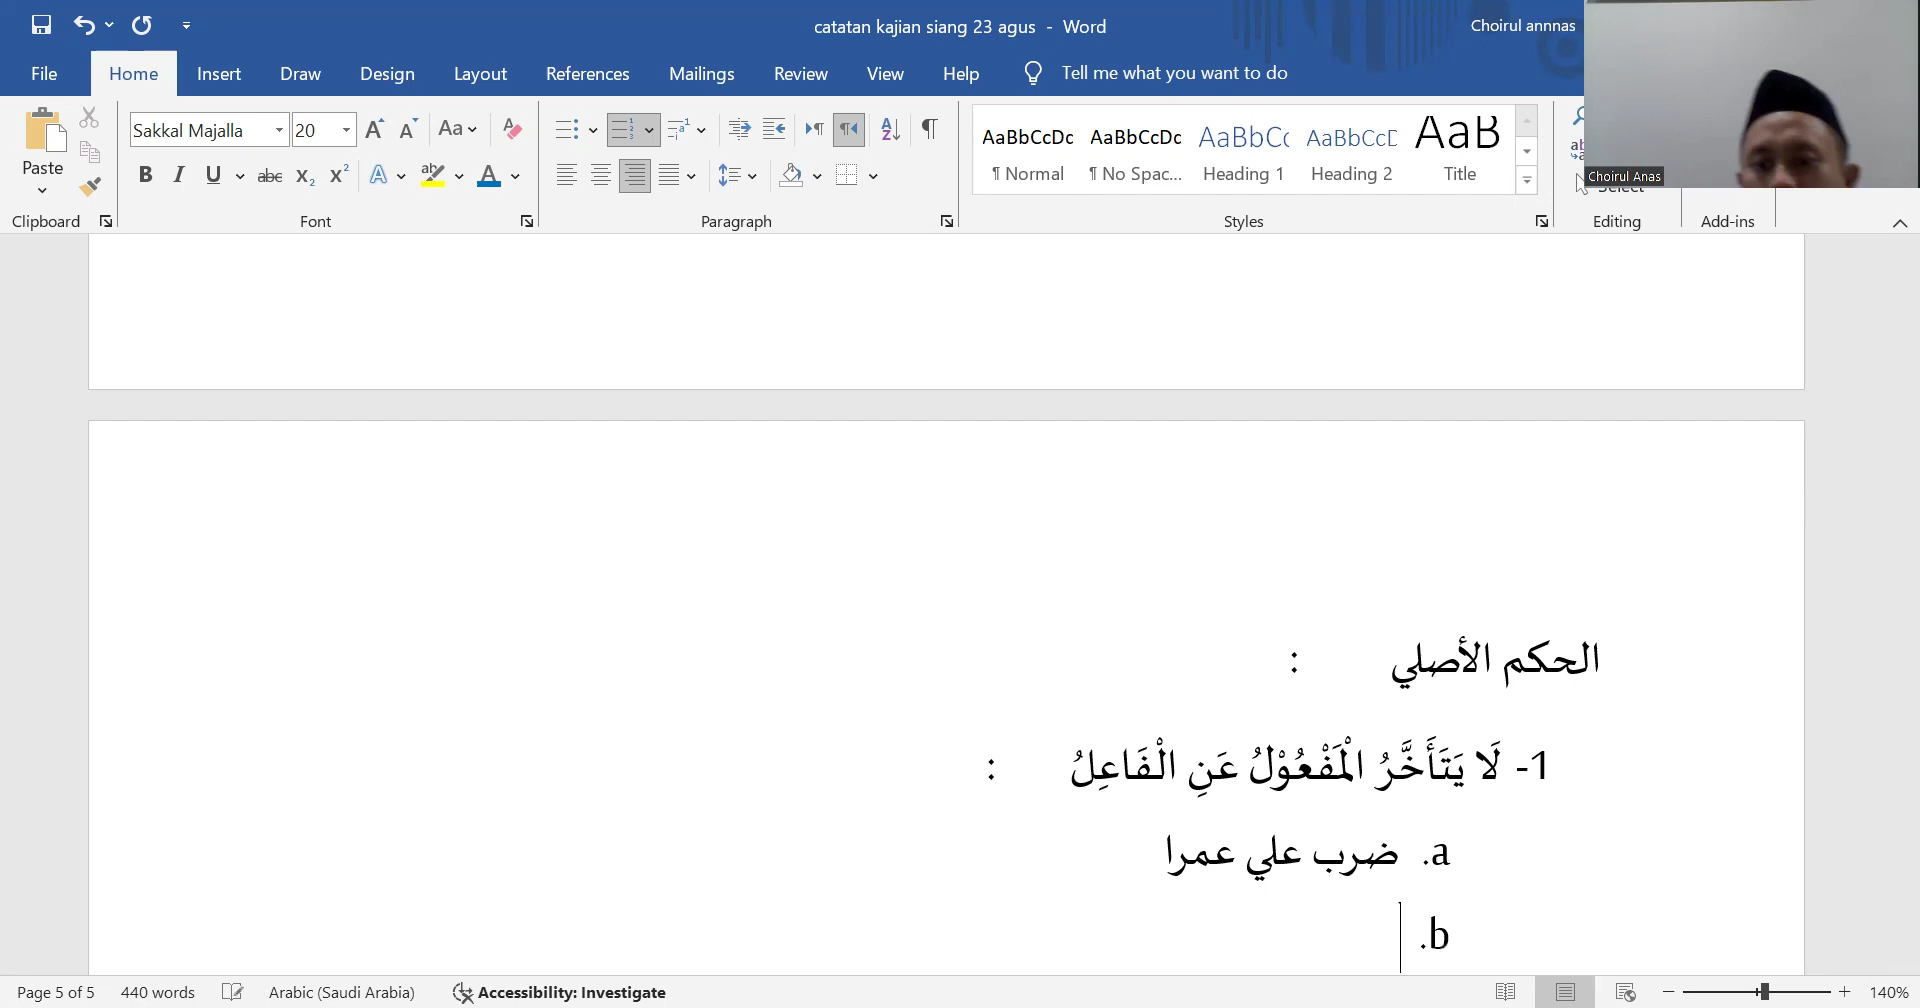 catatan kajian siang 23 agus - Word
Choirul annnas
File Home Insert Draw Design Layout References Mailings Review View Help Tell me what you want to do
Paste
Clipboard
Sakkal Majalla 20
Font
Paragraph
AaBbCcDc AaBbCcDc AaBbCc AaBbCcD AaB
¶ Normal ¶ No Spac... Heading 1 Heading 2 Title
Styles
Choirul Anas
Select
Editing
Add-ins
الحكم الأصلي :
1- لَا يَتَأَخَّرُ الْمَفْعُوْلُ عَنِ الْفَاعِلُ :
a. ضرب علي عمرا
b.
Page 5 of 5 440 words Arabic (Saudi Arabia) Accessibility: Investigate 140%